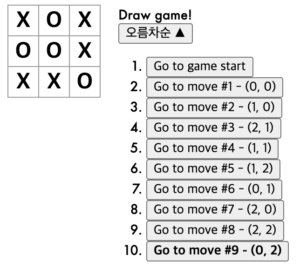 X O X
O O X
X X O
Draw game!
오름차순 ▲
1. Go to game start
2. Go to move #1 - (0, 0)
3. Go to move #2 - (1, 0)
4. Go to move #3 - (2, 1)
5. Go to move #4 - (1, 1)
6. Go to move #5 - (1, 2)
7. Go to move #6 - (0, 1)
8. Go to move #7 - (2, 0)
9. Go to move #8 - (2, 2)
10. Go to move #9 - (0, 2)